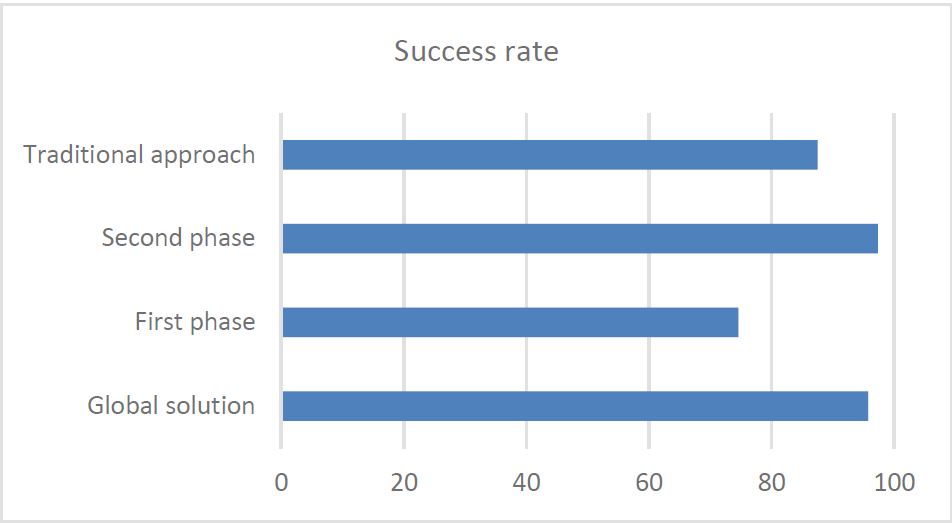 Success rate
Traditional approach
Second phase
First phase
Global solution
0 20 40 60 80 100